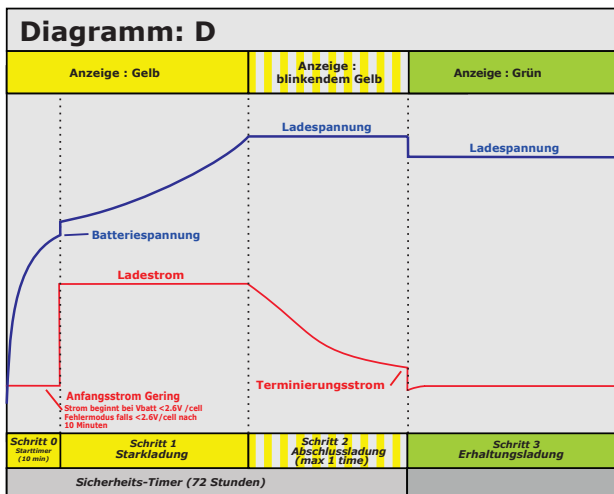 Diagramm: D
Anzeige : Gelb
Anzeige :
blinkendem Gelb
Anzeige : Grün
Ladespannung
Ladespannung
Batteriespannung
Ladestrom
Terminierungsstrom
Anfangsstrom Gering
Strom beginnt bei Vbatt <2.6V /cell
Fehlermodus falls <2.6V/cell nach
10 Minuten
Schritt 0
Starttimer
(10 min)
Schritt 1
Starkladung
Schritt 2
Abschlussladung
(max 1 time)
Schritt 3
Erhaltungsladung
Sicherheits-Timer (72 Stunden)